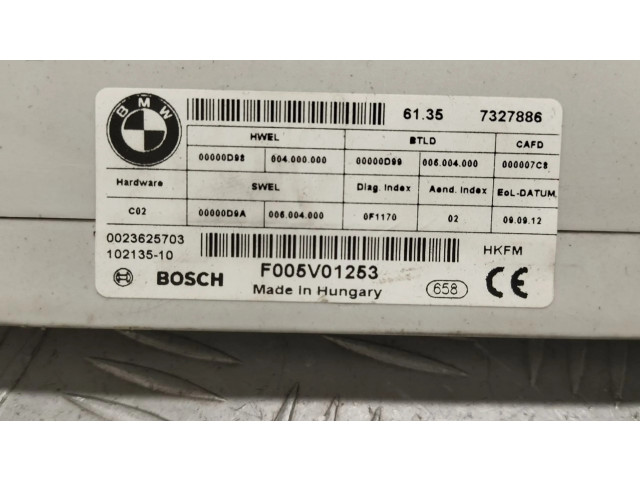 BMW
61.35 7327886
HWEL BTLD CAFD
00000D98 004.000.000 00000D99 006.004.000 000007C8
Hardware SWEL Diag. Index Aend. Index EoL-DATUM
C02 00000D9A 006.004.000 0F1170 02 09.09.12
0023625703 HKFM
102135-10
BOSCH F005V01253
Made in Hungary 658 CE